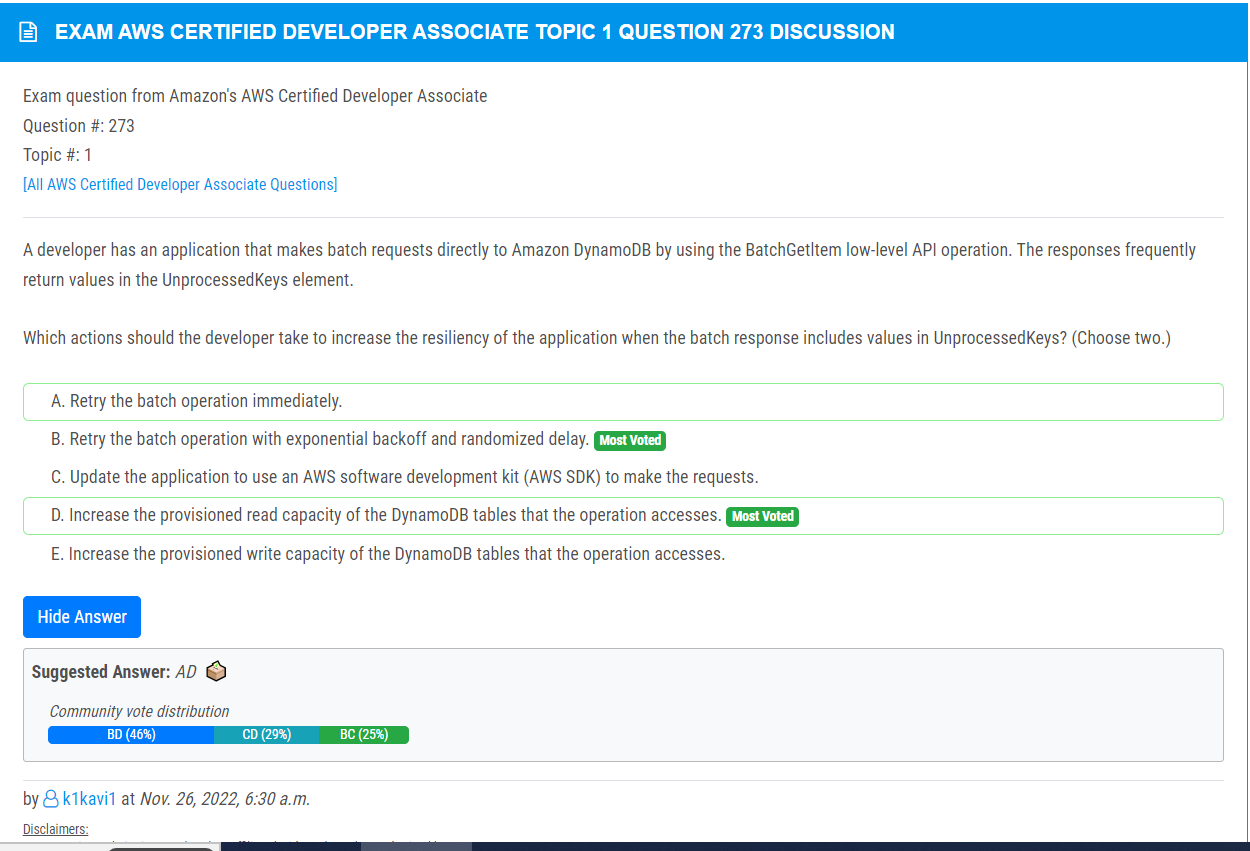 EXAM AWS CERTIFIED DEVELOPER ASSOCIATE TOPIC 1 QUESTION 273 DISCUSSION
Exam question from Amazon's AWS Certified Developer Associate
Question #: 273
Topic #: 1
[All AWS Certified Developer Associate Questions]
A developer has an application that makes batch requests directly to Amazon DynamoDB by using the BatchGetItem low-level API operation. The responses frequently
return values in the UnprocessedKeys element.
Which actions should the developer take to increase the resiliency of the application when the batch response includes values in UnprocessedKeys? (Choose two.)
A. Retry the batch operation immediately.
B. Retry the batch operation with exponential backoff and randomized delay. Most Voted
C. Update the application to use an AWS software development kit (AWS SDK) to make the requests.
D. Increase the provisioned read capacity of the DynamoDB tables that the operation accesses. Most Voted
E. Increase the provisioned write capacity of the DynamoDB tables that the operation accesses.
Hide Answer
Suggested Answer: AD
Community vote distribution
BD (46%) CD (29%) BC (25%)
by k1kavi1 at Nov. 26, 2022, 6:30 a.m.
Disclaimers: